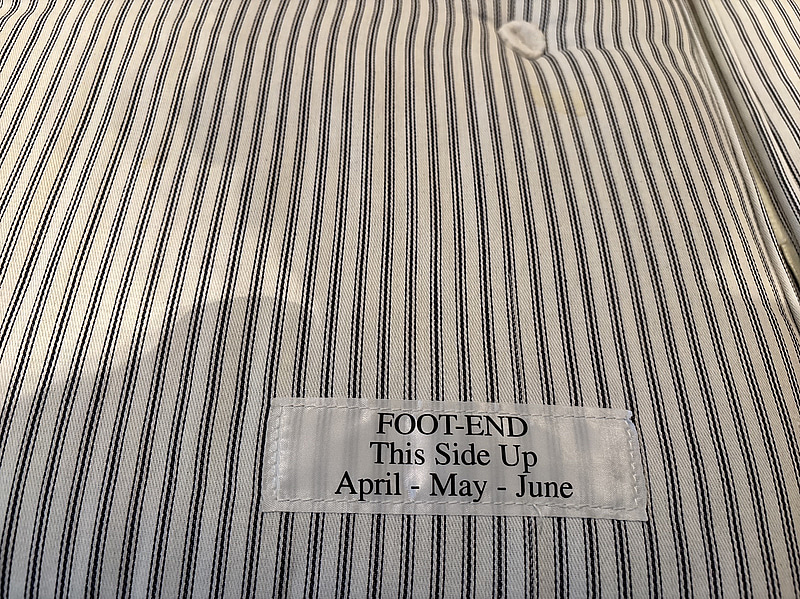 FOOT-END
This Side Up
April - May - June